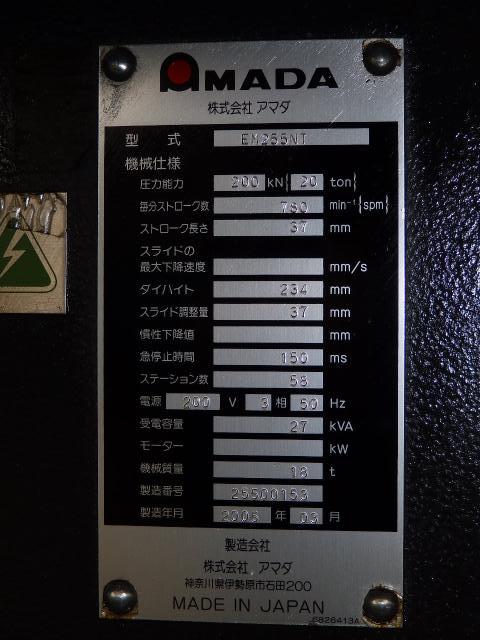 AMADA
株式会社 アマダ
型 式 EM255NT
機械仕様
圧力能力 200 kN{ 20 ton}
毎分ストローク数 780 min⁻¹{spm}
ストローク長さ 37 mm
スライドの
最大下降速度 mm/s
ダイハイト 234 mm
スライド調整量 37 mm
慣性下降値 mm
急停止時間 150 ms
ステーション数 58
電源 200 V 3 相 50 Hz
受電容量 27 kVA
モーター kW
機械質量 18 t
製造番号 25500153
製造年月 2005 年 03 月
製造会社
株式会社 アマダ
神奈川県伊勢原市石田200
MADE IN JAPAN
6826413A